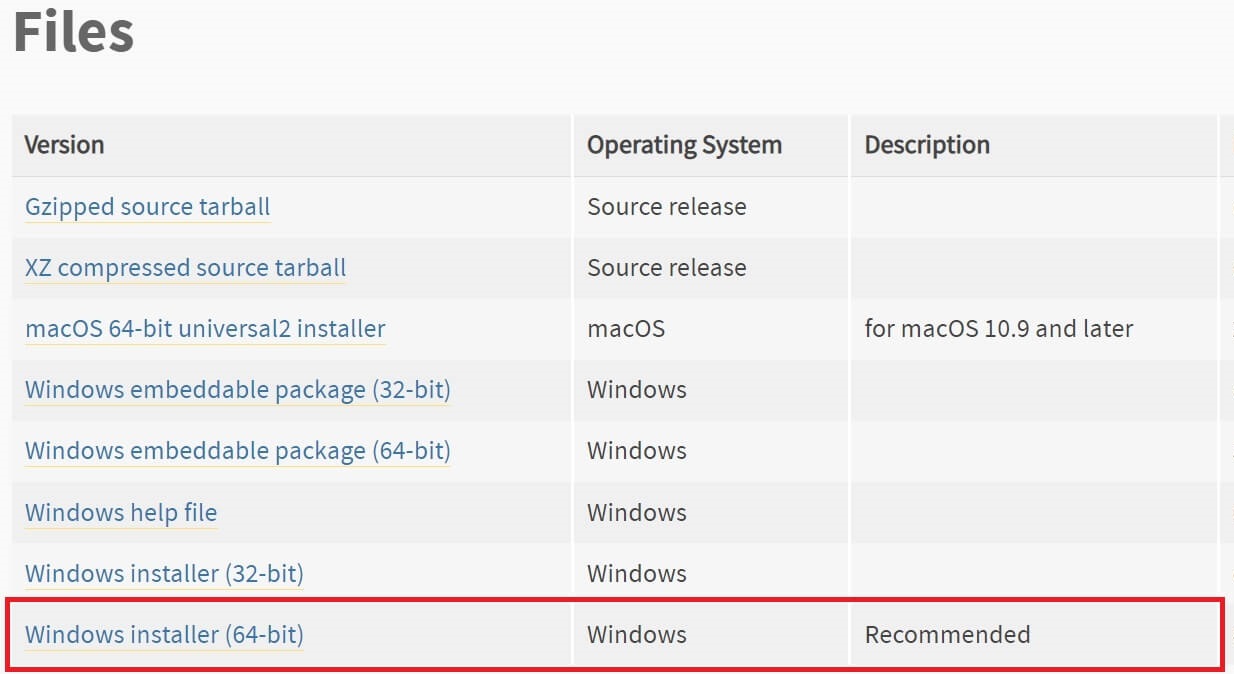 Files
Version Operating System Description
Gzipped source tarball Source release
XZ compressed source tarball Source release
macOS 64-bit universal2 installer macOS for macOS 10.9 and later
Windows embeddable package (32-bit) Windows
Windows embeddable package (64-bit) Windows
Windows help file Windows
Windows installer (32-bit) Windows
Windows installer (64-bit) Windows Recommended